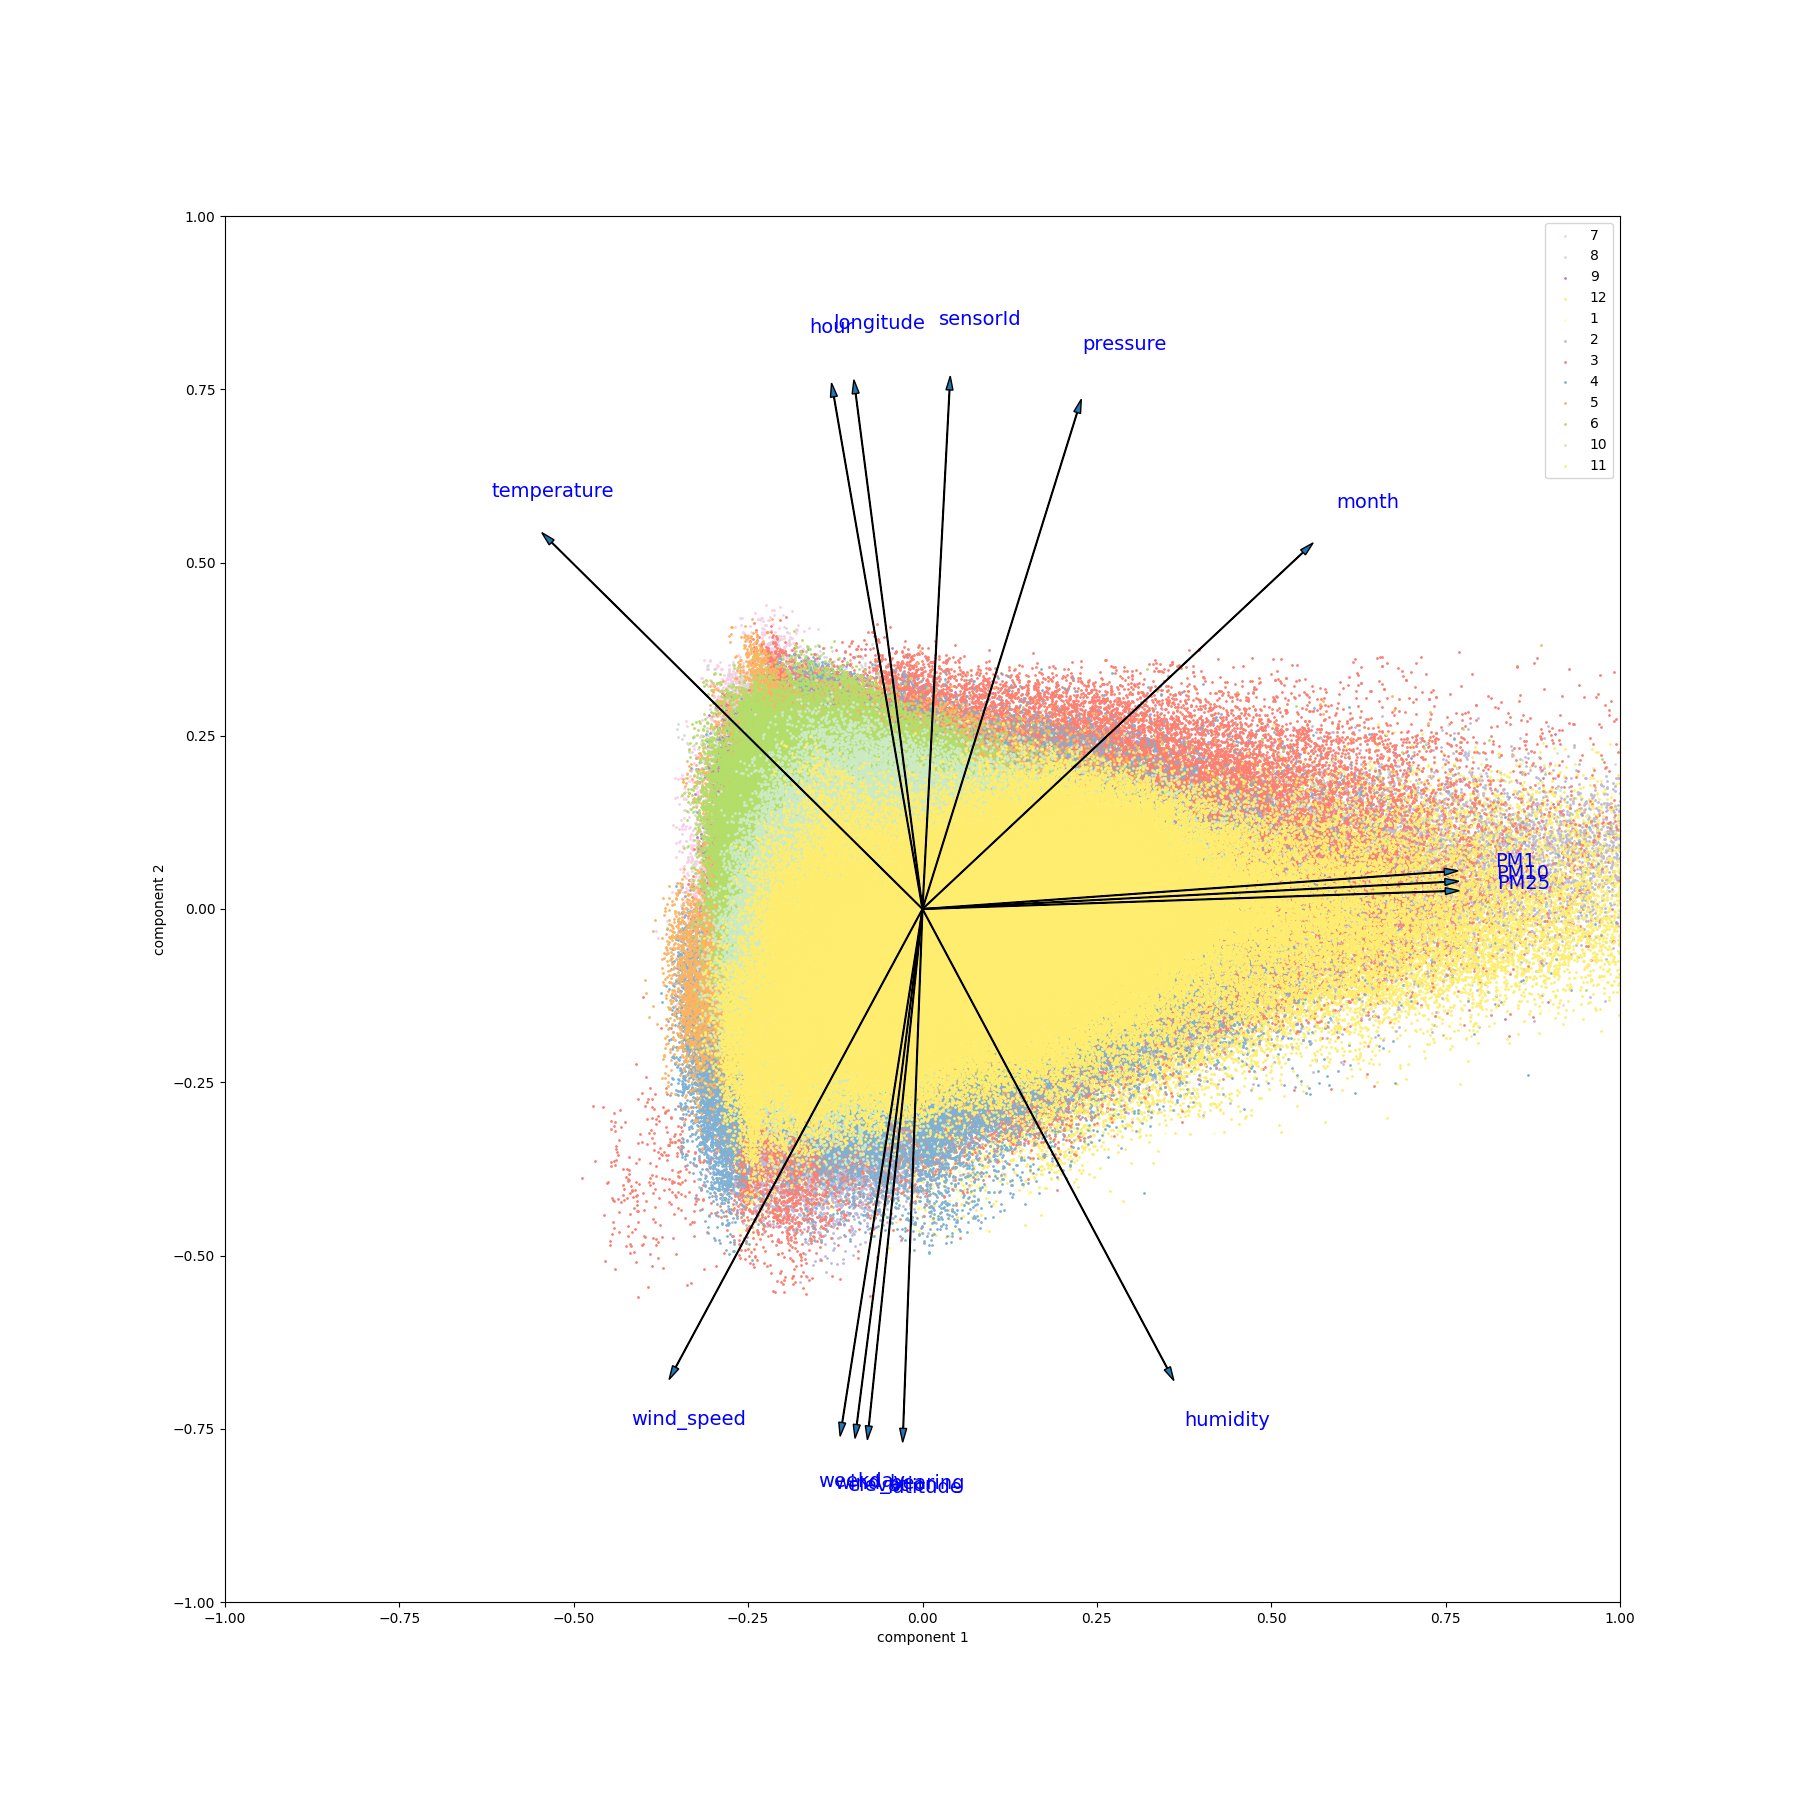 1.00
0.75
0.50
0.25
0.00
−0.25
−0.50
−0.75
−1.00
component 2
7
8
9
12
1
2
3
4
5
6
10
11
hour
longitude
sensorId
pressure
temperature
month
PM1
PM10
PM25
wind_speed
humidity
weekday
wind_bearing
latitude
−1.00
−0.75
−0.50
−0.25
0.00
0.25
0.50
0.75
1.00
component 1